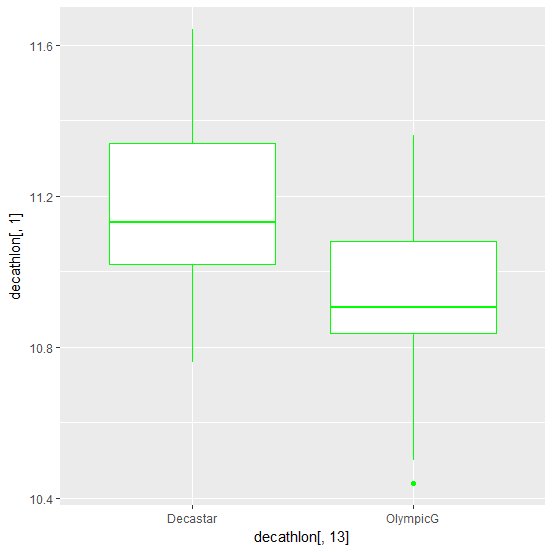 decathlon[, 1]
11.6
11.2
10.8
10.4
Decastar OlympicG
decathlon[, 13]